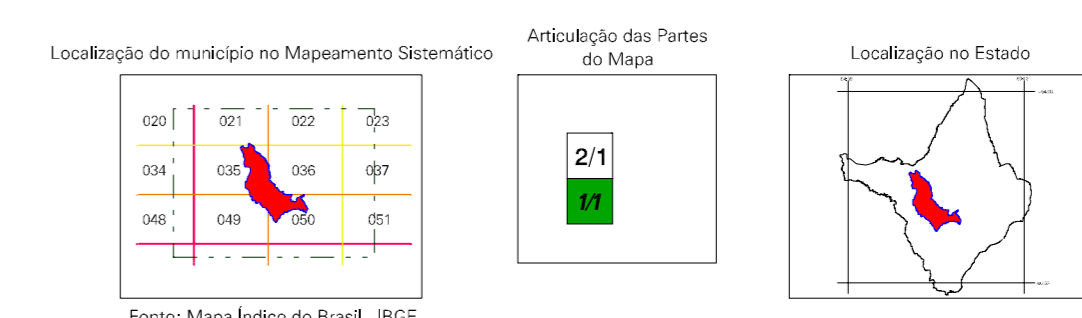 Localização do município no Mapeamento Sistemático
020 021 022 023
034 035 036 037
048 049 050 051
Fonte: Mapa Índice do Brasil, IBGE
Articulação das Partes
do Mapa
2/1
1/1
Localização no Estado